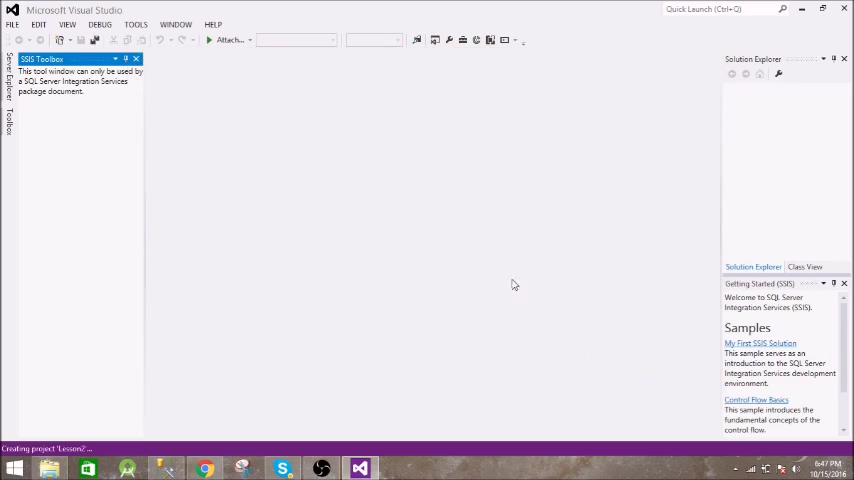 Microsoft Visual Studio
Quick Launch (Ctrl+Q)
FILE EDIT VIEW DEBUG TOOLS WINDOW HELP
Attach...
Server Explorer
Toolbox
SSIS Toolbox
This tool window can only be used by
a SQL Server Integration Services
package document.
Solution Explorer
Solution Explorer Class View
Getting Started (SSIS)
Welcome to SQL Server
Integration Services (SSIS).
Samples
My First SSIS Solution
This sample serves as an
introduction to the SQL Server
Integration Services development
environment.
Control Flow Basics
This sample introduces the
fundamental concepts of the
control flow.
Creating project 'Lesson2' ...
6:47 PM
10/15/2016